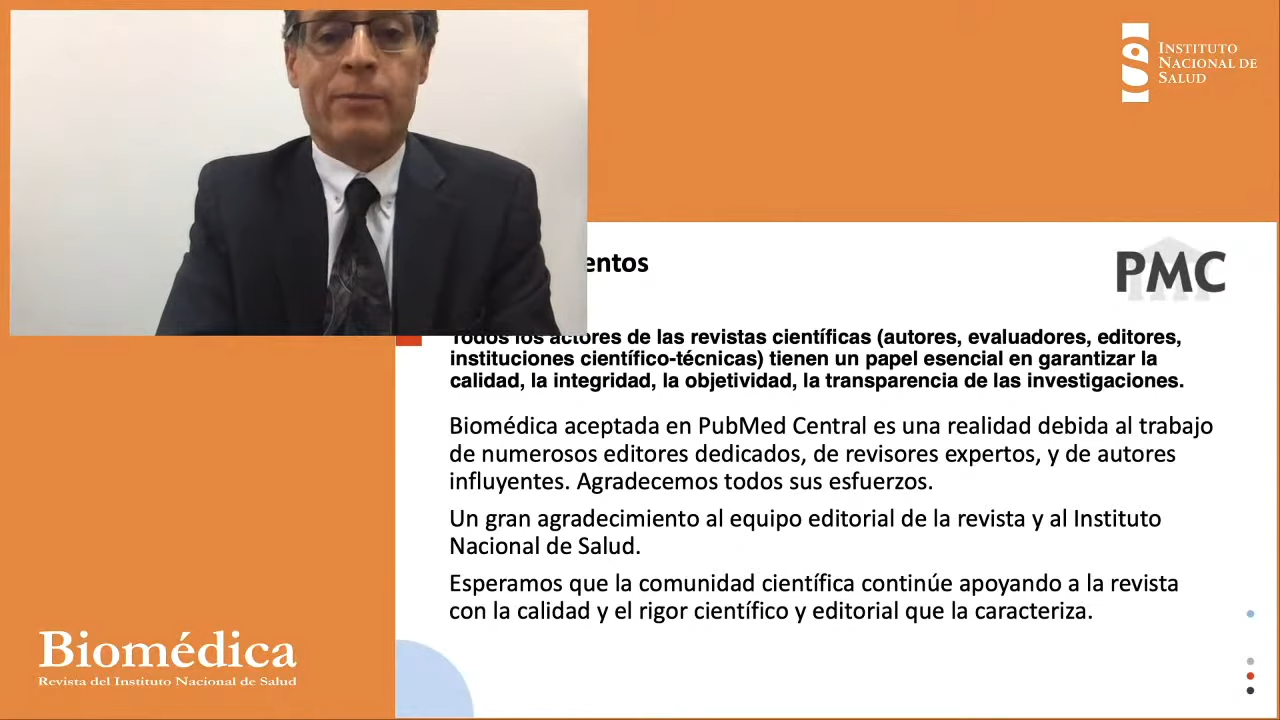 INSTITUTO
NACIONAL DE
SALUD
entos
PMC
Todos los actores de las revistas científicas (autores, evaluadores, editores,
instituciones científico-técnicas) tienen un papel esencial en garantizar la
calidad, la integridad, la objetividad, la transparencia de las investigaciones.
Biomédica aceptada en PubMed Central es una realidad debida al trabajo
de numerosos editores dedicados, de revisores expertos, y de autores
influyentes. Agradecemos todos sus esfuerzos.
Un gran agradecimiento al equipo editorial de la revista y al Instituto
Nacional de Salud.
Esperamos que la comunidad científica continúe apoyando a la revista
con la calidad y el rigor científico y editorial que la caracteriza.
Biomédica
Revista del Instituto Nacional de Salud